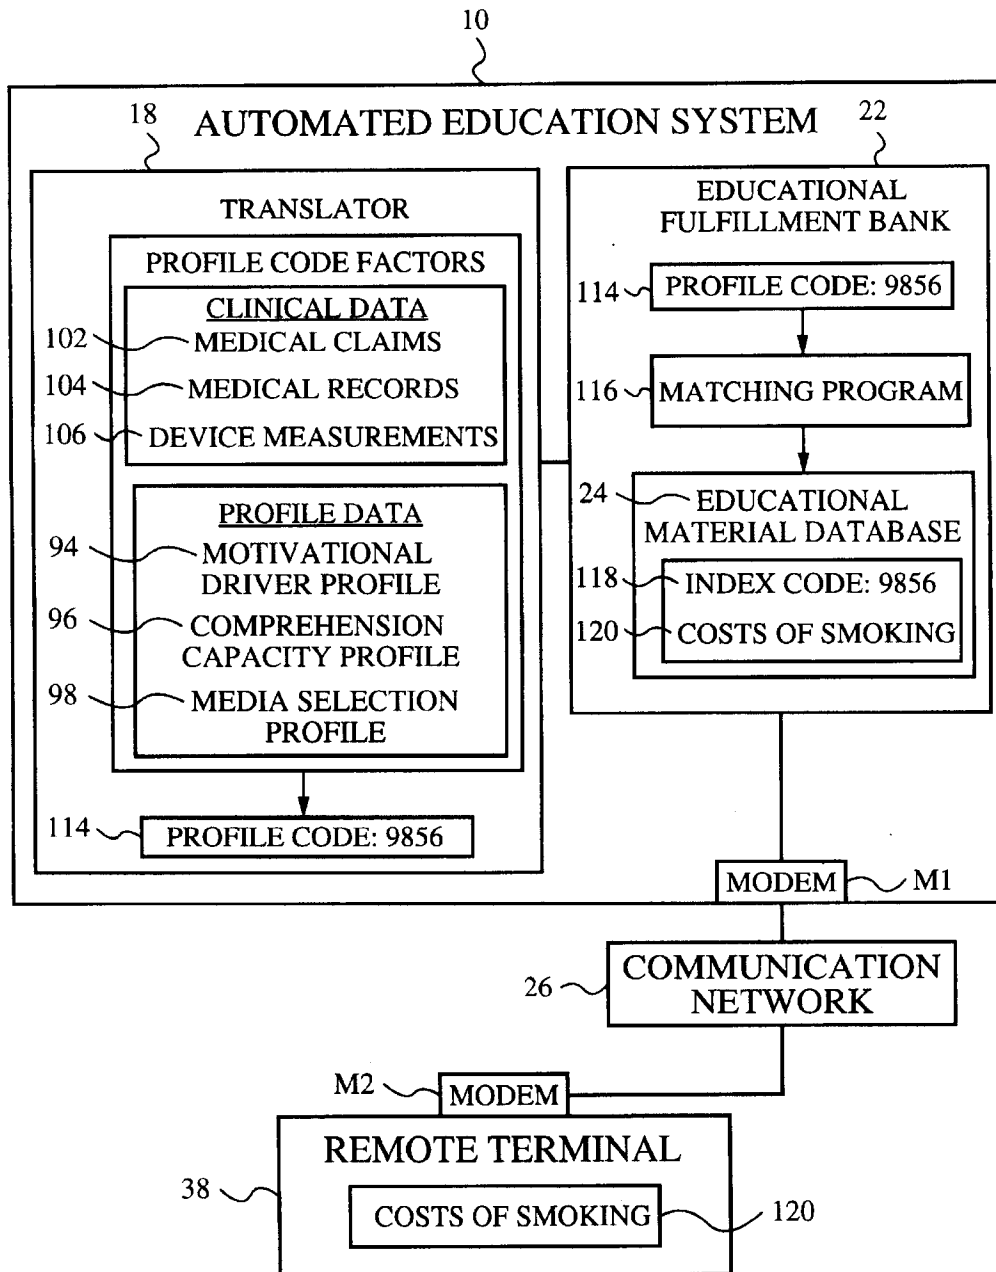 10
AUTOMATED EDUCATION SYSTEM
18
TRANSLATOR
PROFILE CODE FACTORS
CLINICAL DATA
102
MEDICAL CLAIMS
104
MEDICAL RECORDS
106
DEVICE MEASUREMENTS
PROFILE DATA
94
MOTIVATIONAL
DRIVER PROFILE
96
COMPREHENSION
CAPACITY PROFILE
98
MEDIA SELECTION
PROFILE
114
PROFILE CODE: 9856
22
EDUCATIONAL
FULFILLMENT BANK
114
PROFILE CODE: 9856
116
MATCHING PROGRAM
24
EDUCATIONAL
MATERIAL DATABASE
118
INDEX CODE: 9856
120
COSTS OF SMOKING
MODEM
M1
26
COMMUNICATION
NETWORK
M2
MODEM
REMOTE TERMINAL
38
COSTS OF SMOKING
120